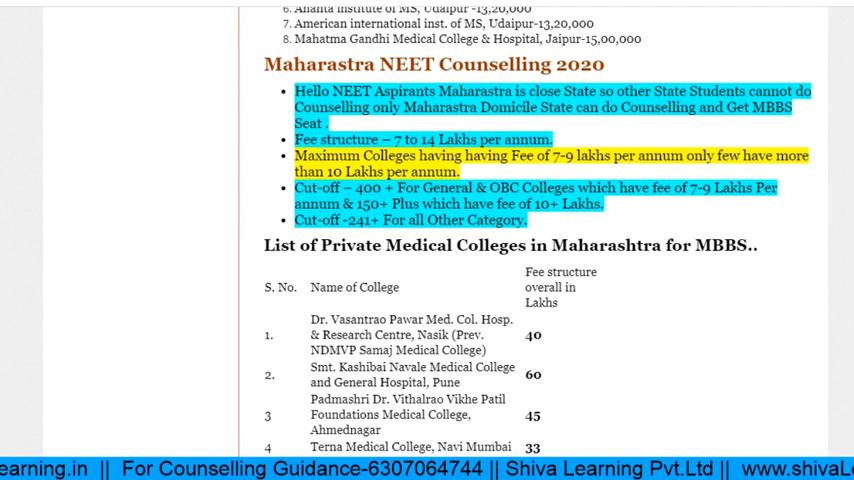 6. Ananta institute of MS, Udaipur -13,20,000
7. American international inst. of MS, Udaipur-13,20,000
8. Mahatma Gandhi Medical College & Hospital, Jaipur-15,00,000
Maharastra NEET Counselling 2020
• Hello NEET Aspirants Maharastra is close State so other State Students cannot do
Counselling only Maharastra Domicile State can do Counselling and Get MBBS
Seat .
• Fee structure – 7 to 14 Lakhs per annum.
• Maximum Colleges having having Fee of 7-9 lakhs per annum only few have more
than 10 Lakhs per annum.
• Cut-off – 400 + For General & OBC Colleges which have fee of 7-9 Lakhs Per
annum & 150+ Plus which have fee of 10+ Lakhs.
• Cut-off -241+ For all Other Category.
List of Private Medical Colleges in Maharashtra for MBBS..
Fee structure
S. No. Name of College overall in
Lakhs
Dr. Vasantrao Pawar Med. Col. Hosp.
1. & Research Centre, Nasik (Prev. 40
NDMVP Samaj Medical College)
Smt. Kashibai Navale Medical College
2. and General Hospital, Pune 60
Padmashri Dr. Vithalrao Vikhe Patil
3 Foundations Medical College, 45
Ahmednagar
4 Terna Medical College, Navi Mumbai 33
earning.in || For Counselling Guidance-6307064744 || Shiva Learning Pvt.Ltd || www.shivaLe